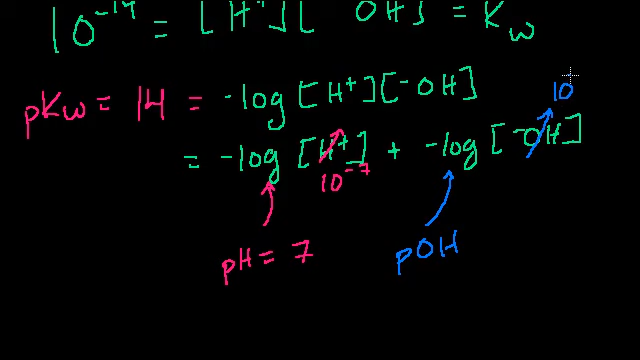 10⁻¹⁴ = [H⁺][⁻OH] = Kw
10
pKw = 14 = -log [H⁺][⁻OH]
= -log [H⁺] + -log [⁻OH]
10⁻⁷
pH = 7
pOH